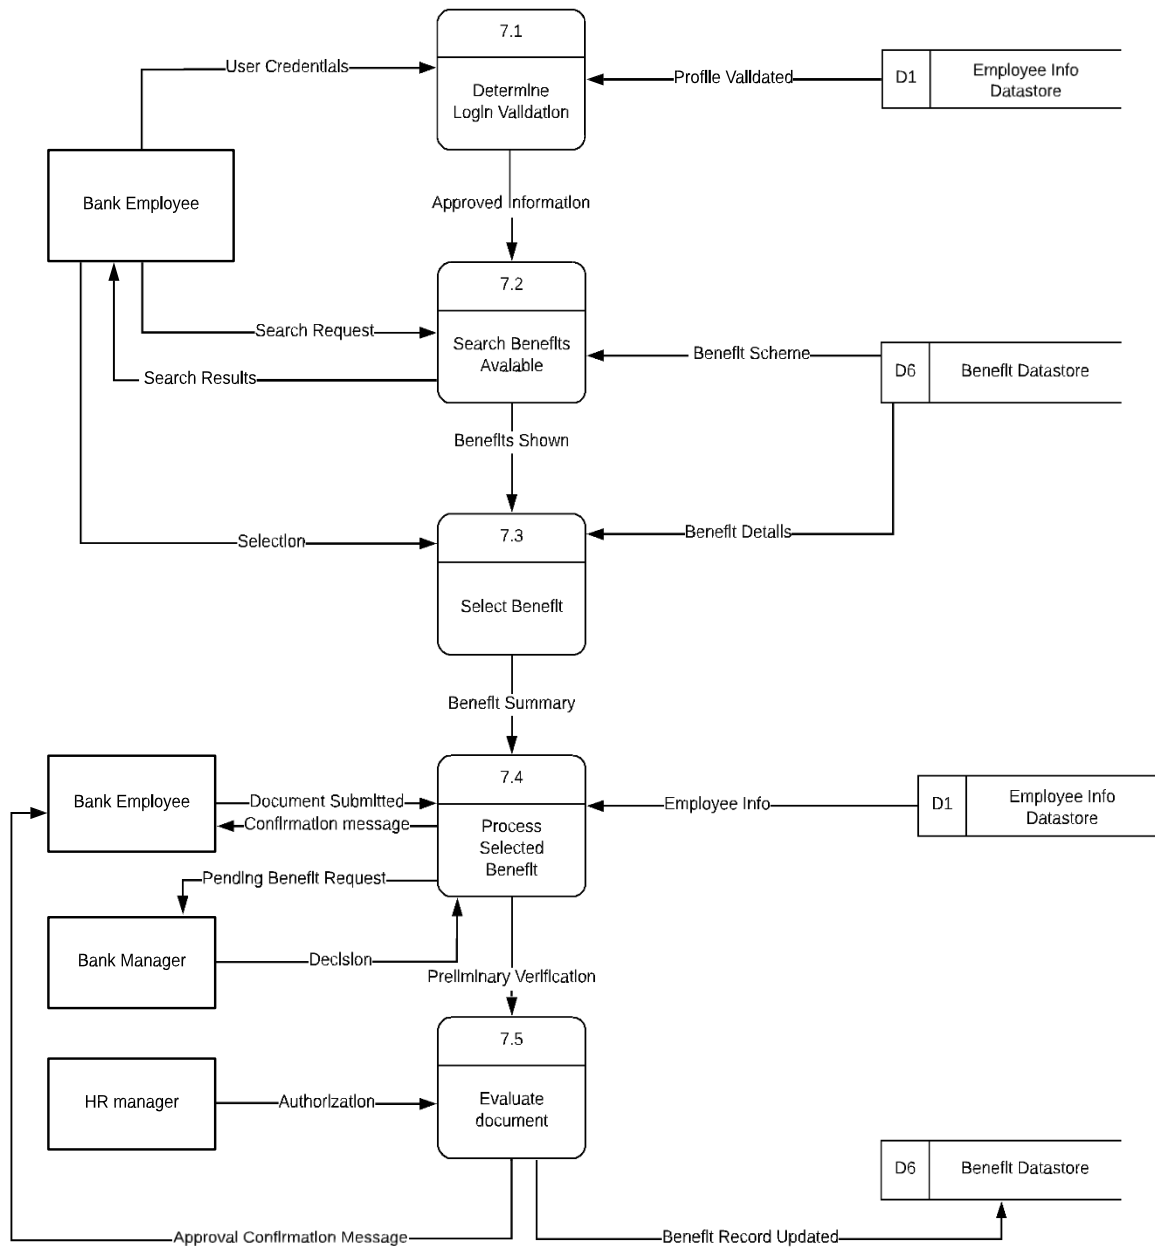 7.1
User Credentials
Profile Validated
D1
Employee Info
Datastore
Determine
Login Validation
Bank Employee
Approved Information
7.2
Search Request
Search Benefits
Avalable
Benefit Scheme
D6
Benefit Datastore
Search Results
Benefits Shown
7.3
Selection
Benefit Details
Select Benefit
Benefit Summary
7.4
Bank Employee
Document Submitted
Confirmation message
Employee Info
D1
Employee Info
Datastore
Process
Selected
Benefit
Pending Benefit Request
Bank Manager
Decision
Preliminary Verification
7.5
HR manager
Authorization
Evaluate
document
D6
Benefit Datastore
Approval Confirmation Message
Benefit Record Updated